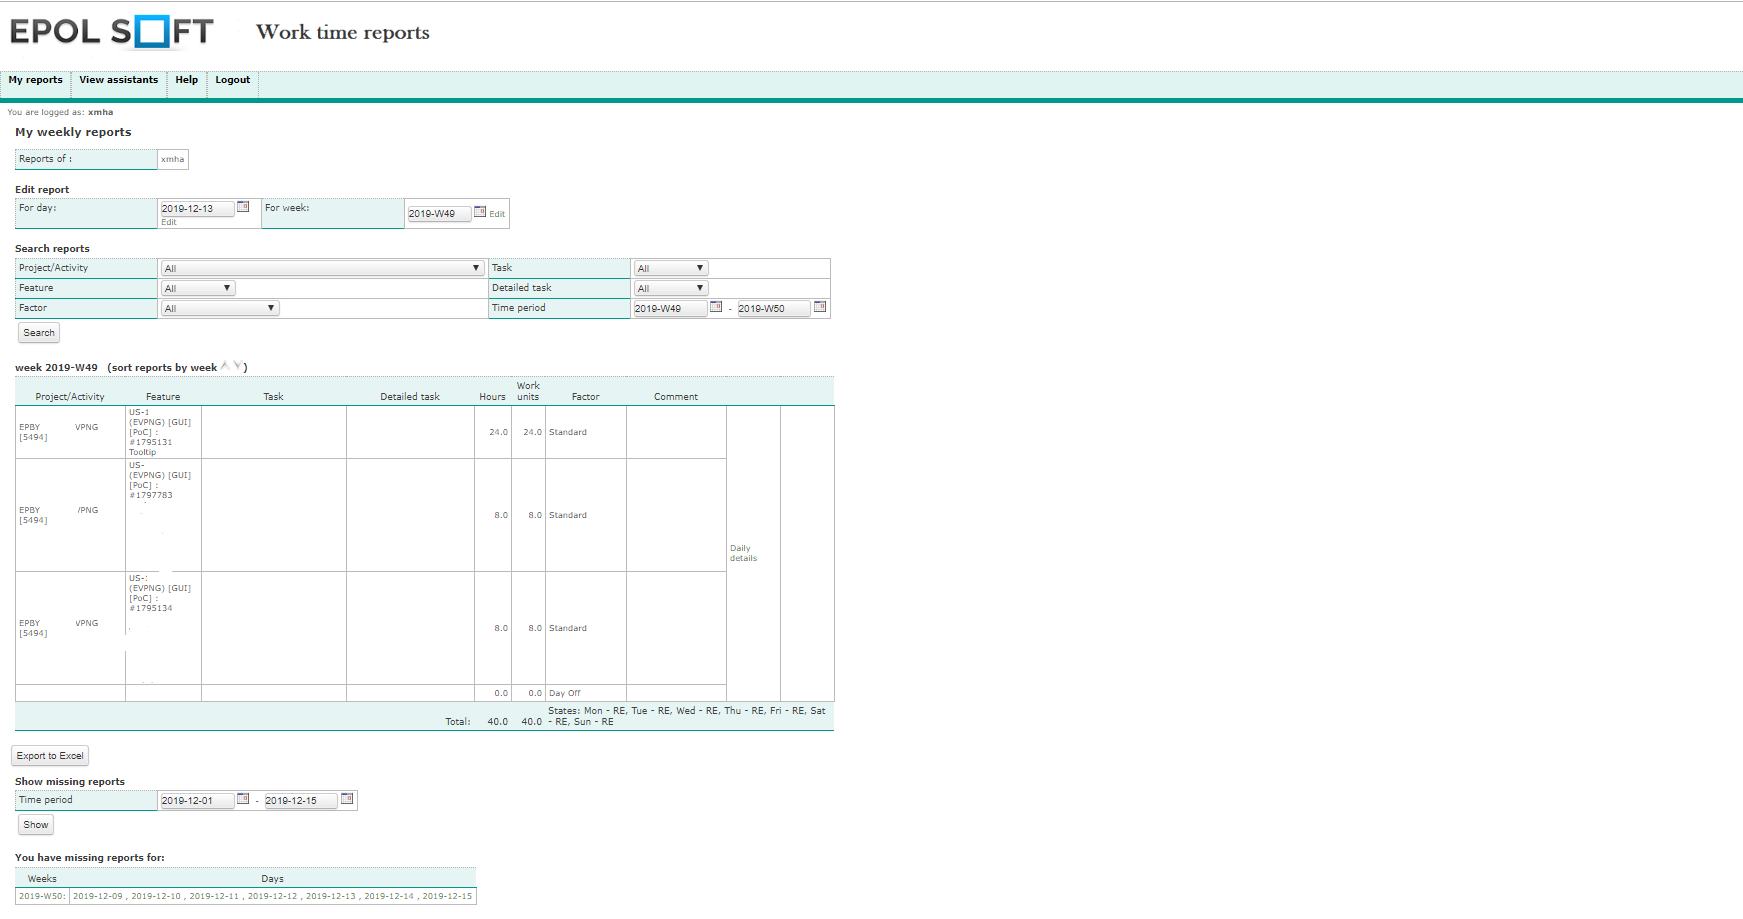 EPOL SOFT
Work time reports
My reports View assistants Help Logout
You are logged as: xmha
My weekly reports
Reports of : xmha
Edit report
For day: 2019-12-13 Edit For week: 2019-W49 Edit
Search reports
Project/Activity All Task All
Feature All Detailed task All
Factor All Time period 2019-W49 - 2019-W50
Search
week 2019-W49 (sort reports by week )
Project/Activity Feature Task Detailed task Hours Work units Factor Comment
EPBY VPNG [5494] US-1 (EVPNG) [GUI] [PoC] : #1795131 Tooltip 24.0 24.0 Standard
EPBY VPNG [5494] US- (EVPNG) [GUI] [PoC] : #1797783 8.0 8.0 Standard
Daily details
EPBY VPNG [5494] US-: (EVPNG) [GUI] [PoC] : #1795134 8.0 8.0 Standard
0.0 0.0 Day Off
Total: 40.0 40.0 States: Mon - RE, Tue - RE, Wed - RE, Thu - RE, Fri - RE, Sat - RE, Sun - RE
Export to Excel
Show missing reports
Time period 2019-12-01 - 2019-12-15
Show
You have missing reports for:
Weeks Days
2019-W50: 2019-12-09 , 2019-12-10 , 2019-12-11 , 2019-12-12 , 2019-12-13 , 2019-12-14 , 2019-12-15